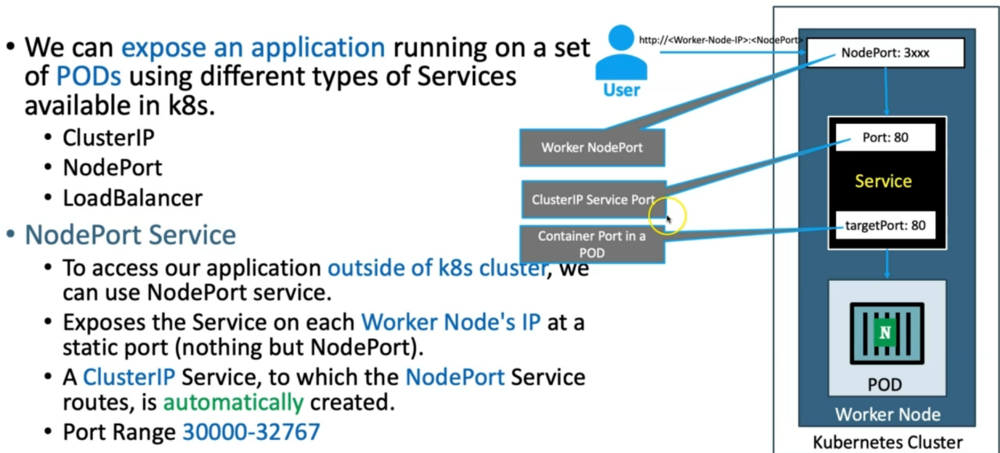 • We can expose an application running on a set
of PODs using different types of Services
available in k8s.
• ClusterIP
• NodePort
• LoadBalancer
• NodePort Service
• To access our application outside of k8s cluster, we
can use NodePort service.
• Exposes the Service on each Worker Node's IP at a
static port (nothing but NodePort).
• A ClusterIP Service, to which the NodePort Service
routes, is automatically created.
• Port Range 30000-32767
http://<Worker-Node-IP>:<NodePort>
User
Worker NodePort
ClusterIP Service Port
Container Port in a
POD
NodePort: 3xxx
Port: 80
Service
targetPort: 80
N
POD
Worker Node
Kubernetes Cluster